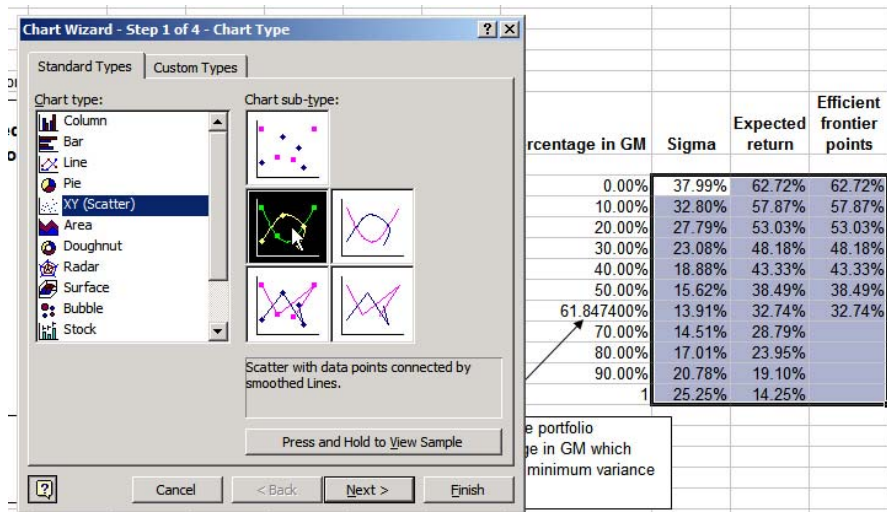 Chart Wizard - Step 1 of 4 - Chart Type
Standard Types
Custom Types
Chart type:
Column
Bar
Line
Pie
XY (Scatter)
Area
Doughnut
Radar
Surface
Bubble
Stock
Chart sub-type:
Scatter with data points connected by
smoothed Lines.
Press and Hold to View Sample
Cancel
< Back
Next >
Finish
rcentage in GM Sigma Expected return Efficient frontier points
0.00% 37.99% 62.72% 62.72%
10.00% 32.80% 57.87% 57.87%
20.00% 27.79% 53.03% 53.03%
30.00% 23.08% 48.18% 48.18%
40.00% 18.88% 43.33% 43.33%
50.00% 15.62% 38.49% 38.49%
61.847400% 13.91% 32.74% 32.74%
70.00% 14.51% 28.79%
80.00% 17.01% 23.95%
90.00% 20.78% 19.10%
1 25.25% 14.25%
e portfolio
ge in GM which
minimum variance